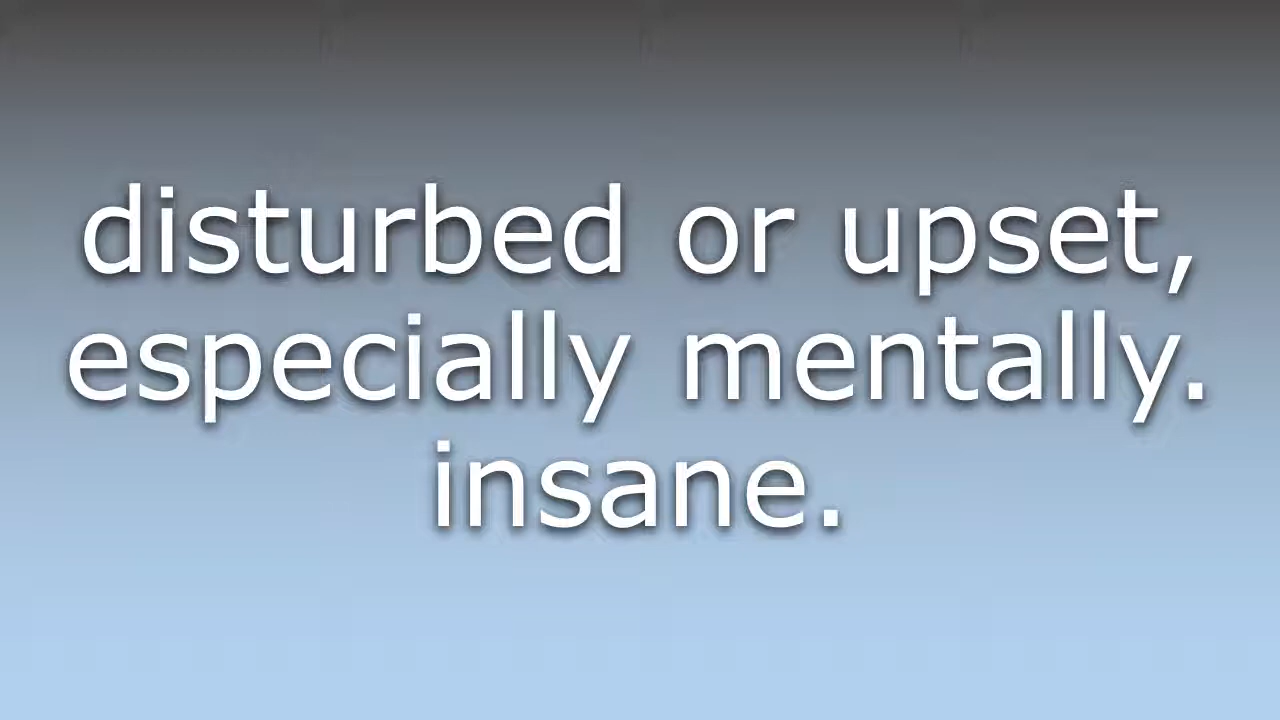 disturbed or upset,
especially mentally.
insane.